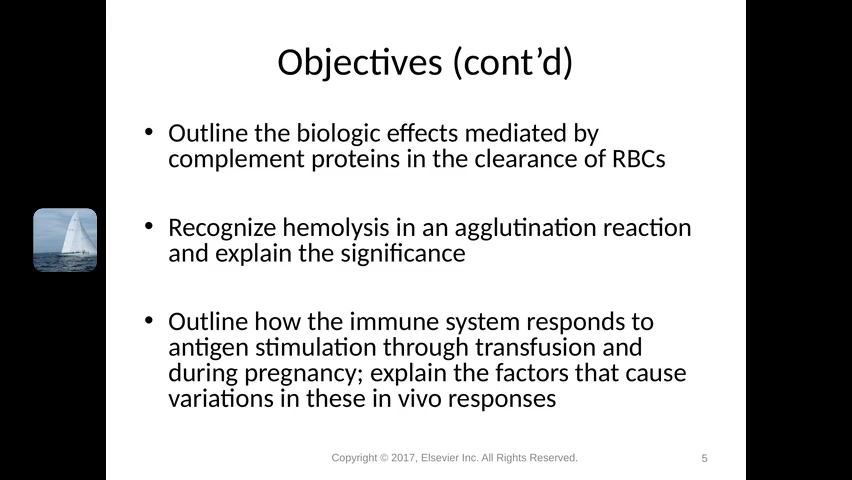 Objectives (cont’d)
• Outline the biologic effects mediated by
complement proteins in the clearance of RBCs
• Recognize hemolysis in an agglutination reaction
and explain the significance
• Outline how the immune system responds to
antigen stimulation through transfusion and
during pregnancy; explain the factors that cause
variations in these in vivo responses
Copyright © 2017, Elsevier Inc. All Rights Reserved.
5